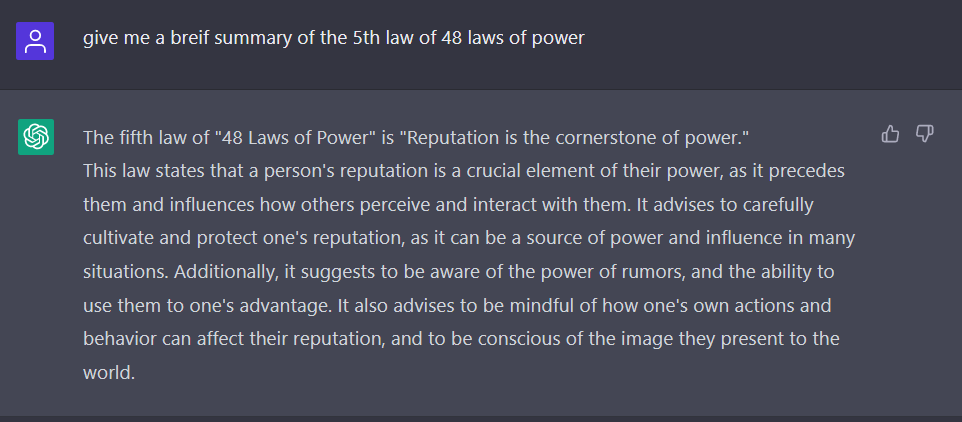 give me a breif summary of the 5th law of 48 laws of power
The fifth law of "48 Laws of Power" is "Reputation is the cornerstone of power."
This law states that a person's reputation is a crucial element of their power, as it precedes
them and influences how others perceive and interact with them. It advises to carefully
cultivate and protect one's reputation, as it can be a source of power and influence in many
situations. Additionally, it suggests to be aware of the power of rumors, and the ability to
use them to one's advantage. It also advises to be mindful of how one's own actions and
behavior can affect their reputation, and to be conscious of the image they present to the
world.